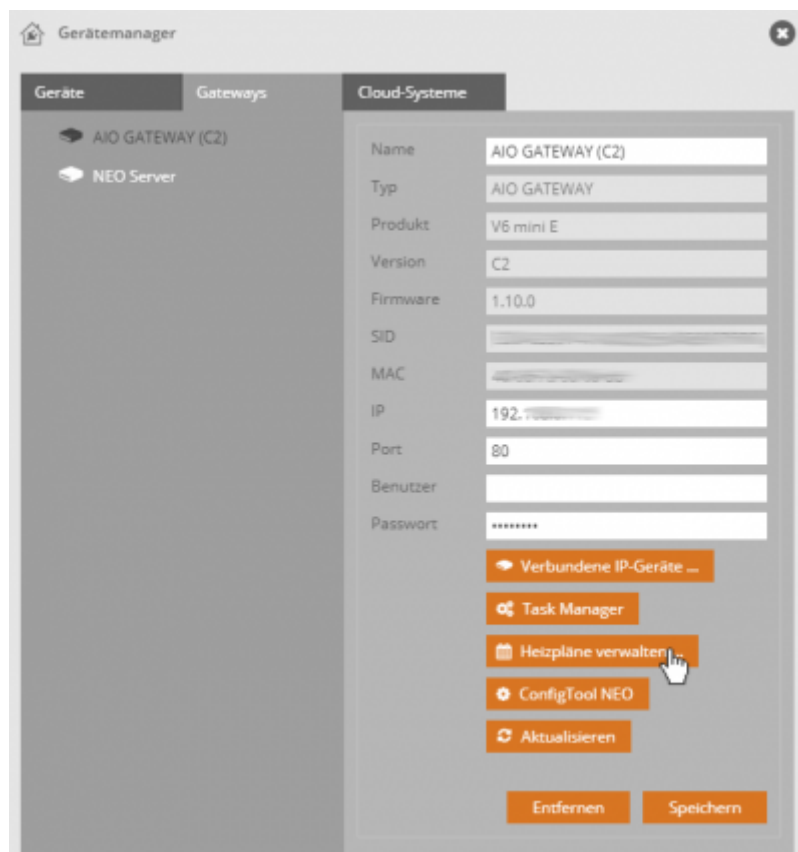 Gerätemanager
Geräte Gateways Cloud-Systeme
AIO GATEWAY (C2)
NEO Server
Name AIO GATEWAY (C2)
Typ AIO GATEWAY
Produkt V6 mini E
Version C2
Firmware 1.10.0
SID
MAC
IP 192.
Port 80
Benutzer
Passwort ********
Verbundene IP-Geräte ...
Task Manager
Heizpläne verwalten ...
ConfigTool NEO
Aktualisieren
Entfernen Speichern